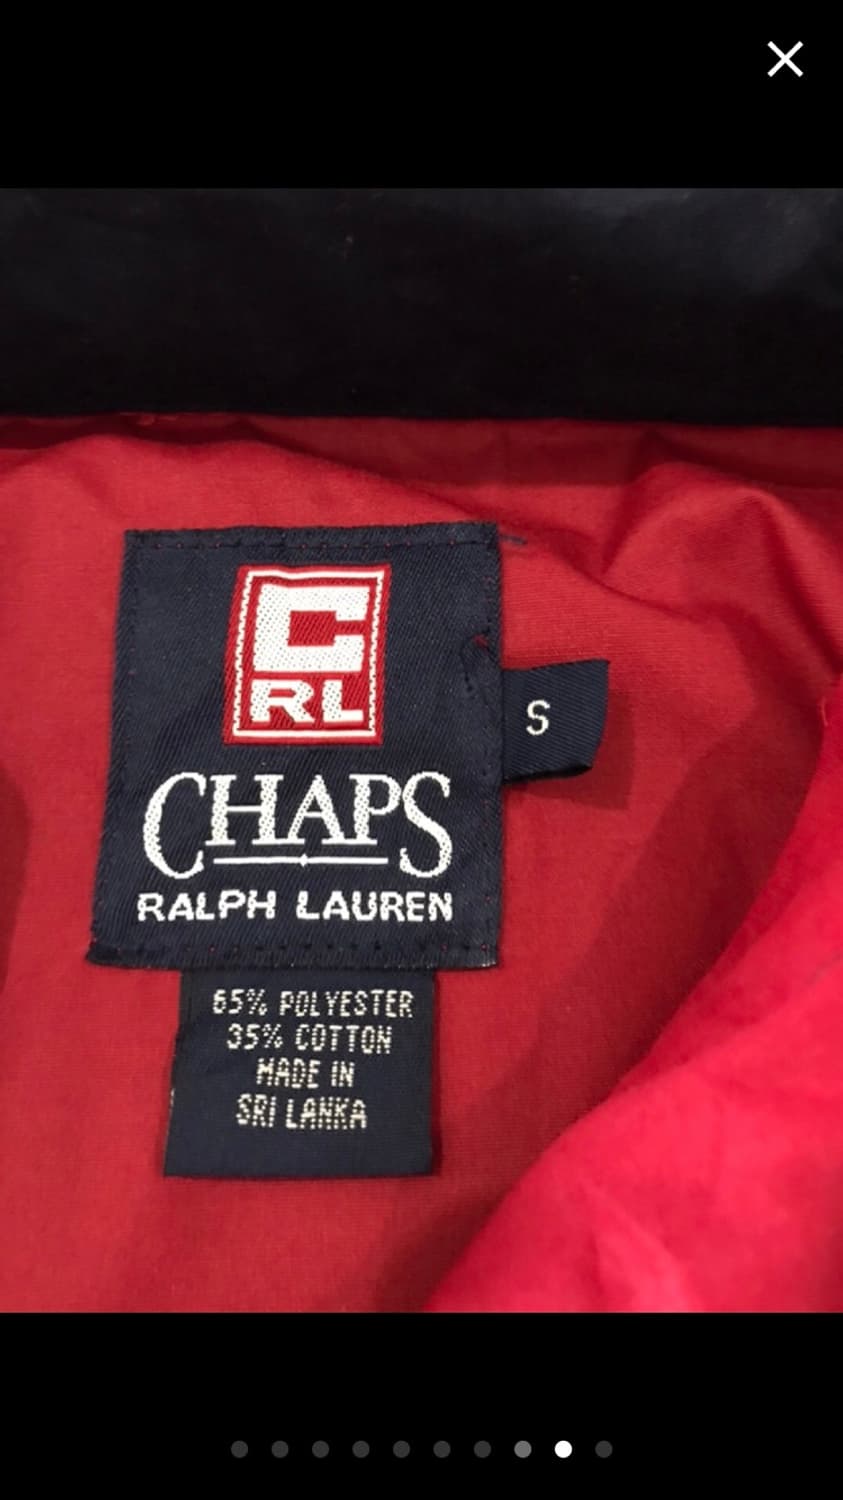 C
RL
S
CHAPS
RALPH LAUREN
65% POLYESTER
35% COTTON
MADE IN
SRI LANKA